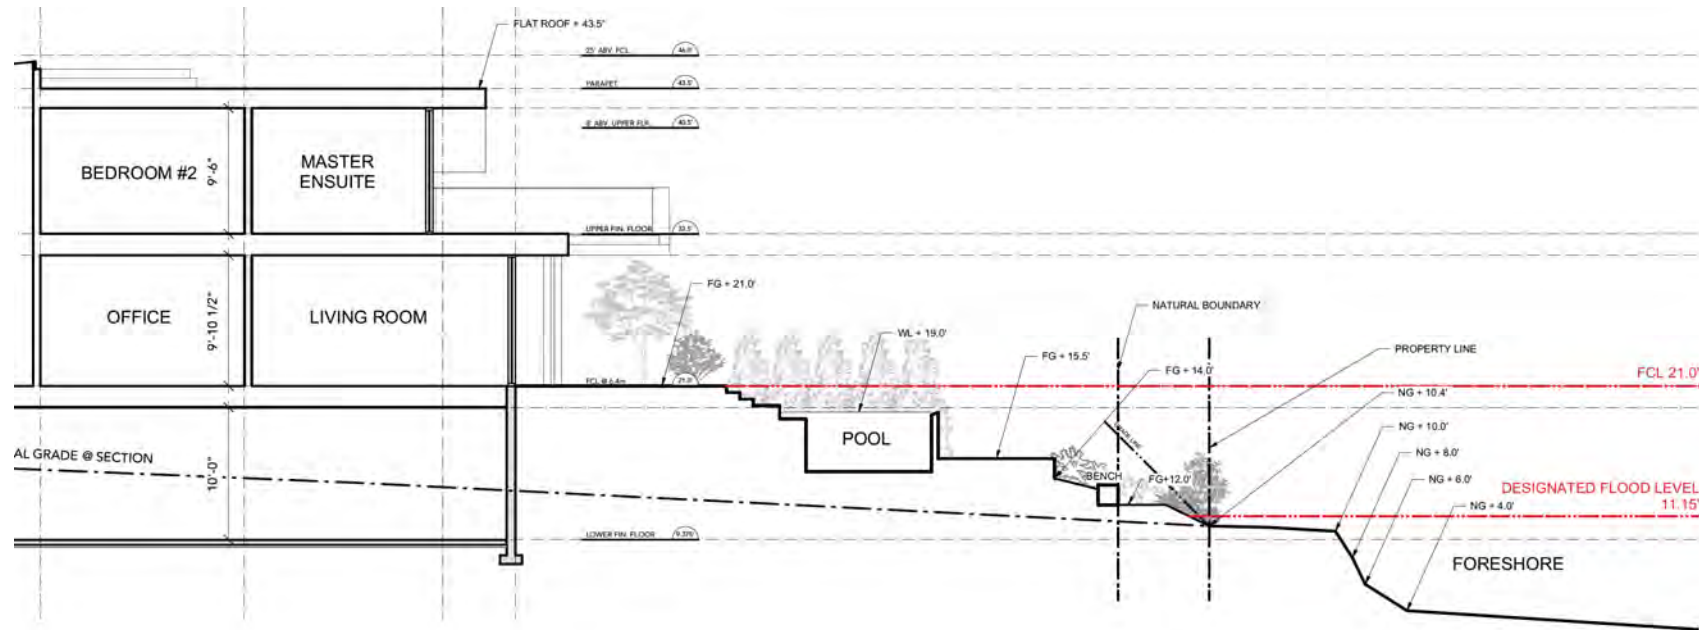 FLAT ROOF + 43.5'
25' ABV. FCL
46.0'
PARAPET
43.5'
8' ABV. UPPER FLR.
40.5'
BEDROOM #2
9'-6"
MASTER
ENSUITE
UPPER FIN. FLOOR
33.5'
FG + 21.0'
OFFICE
9'-10 1/2"
LIVING ROOM
WL + 19.0'
NATURAL BOUNDARY
FG + 15.5'
FG + 14.0'
PROPERTY LINE
FCL @ 6.4m
21.0'
FCL 21.0'
NG + 10.4'
POOL
NG + 10.0'
AL GRADE @ SECTION
NG + 8.0'
10'-0"
BENCH
FG+12.0'
NG + 6.0'
DESIGNATED FLOOD LEVEL
11.15'
NG + 4.0'
LOWER FIN. FLOOR
9.375'
FORESHORE